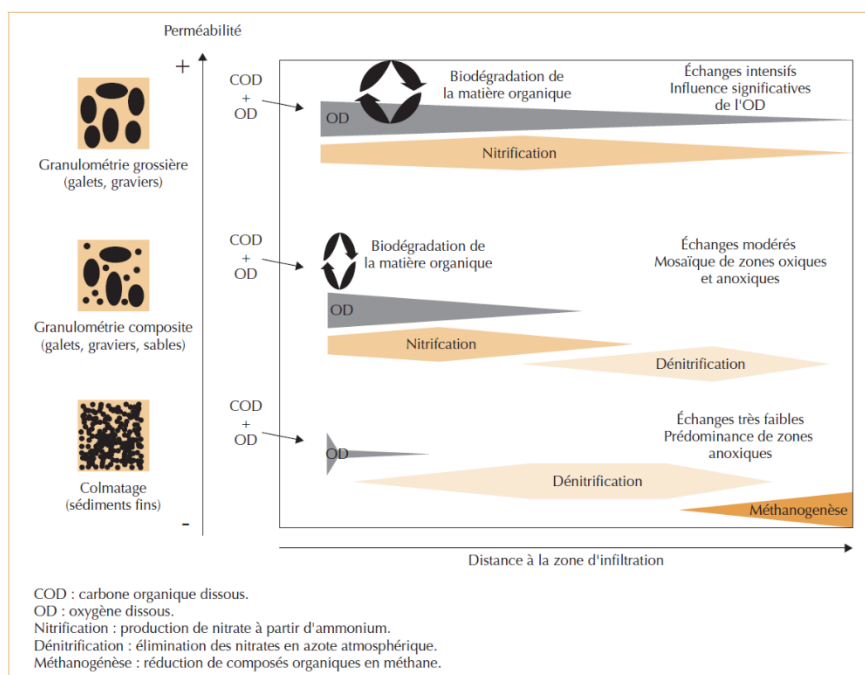 Perméabilité
+
COD
+
OD
Biodégradation de
la matière organique
Échanges intensifs
Influence significatives
de l'OD
OD
Nitrification
Granulométrie grossière
(galets, graviers)
COD
+
OD
Biodégradation de
la matière organique
Échanges modérés
Mosaïque de zones oxiques
et anoxiques
OD
Nitrifcation
Dénitrification
Granulométrie composite
(galets, graviers, sables)
COD
+
OD
Échanges très faibles
Prédominance de zones
anoxiques
OD
Dénitrification
Méthanogenèse
Colmatage
(sédiments fins)
-
Distance à la zone d'infiltration
COD : carbone organique dissous.
OD : oxygène dissous.
Nitrification : production de nitrate à partir d'ammonium.
Dénitrification : élimination des nitrates en azote atmosphérique.
Méthanogénèse : réduction de composés organiques en méthane.